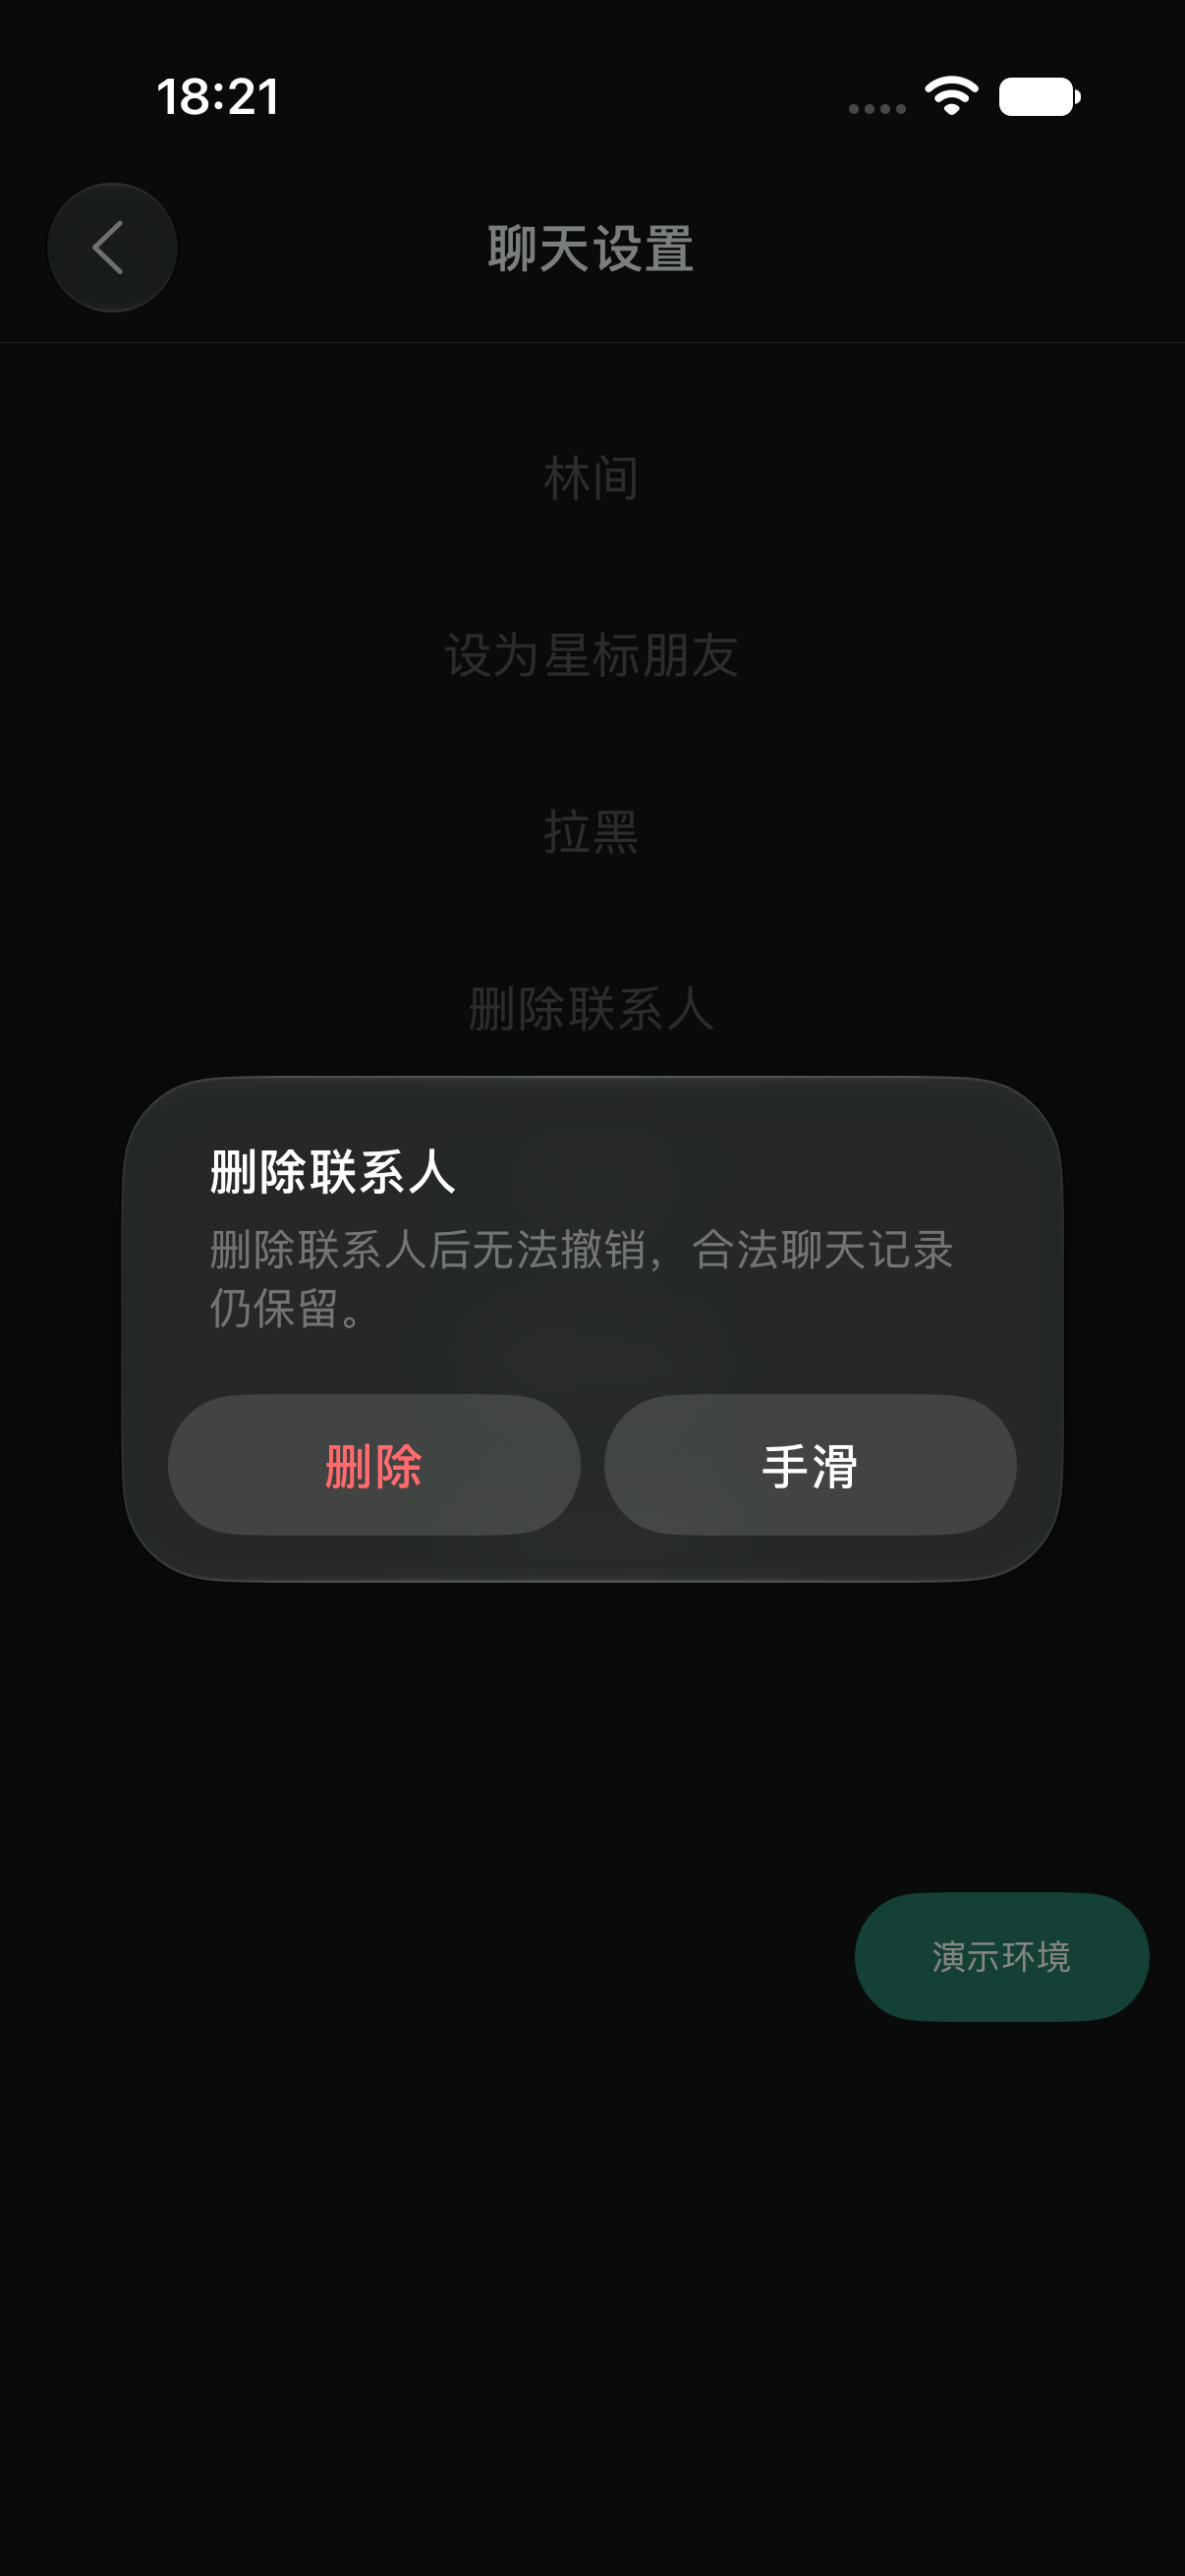 18:21
聊天设置
林间
设为星标朋友
拉黑
删除联系人
删除联系人
删除联系人后无法撤销，合法聊天记录
仍保留。
删除
手滑
演示环境